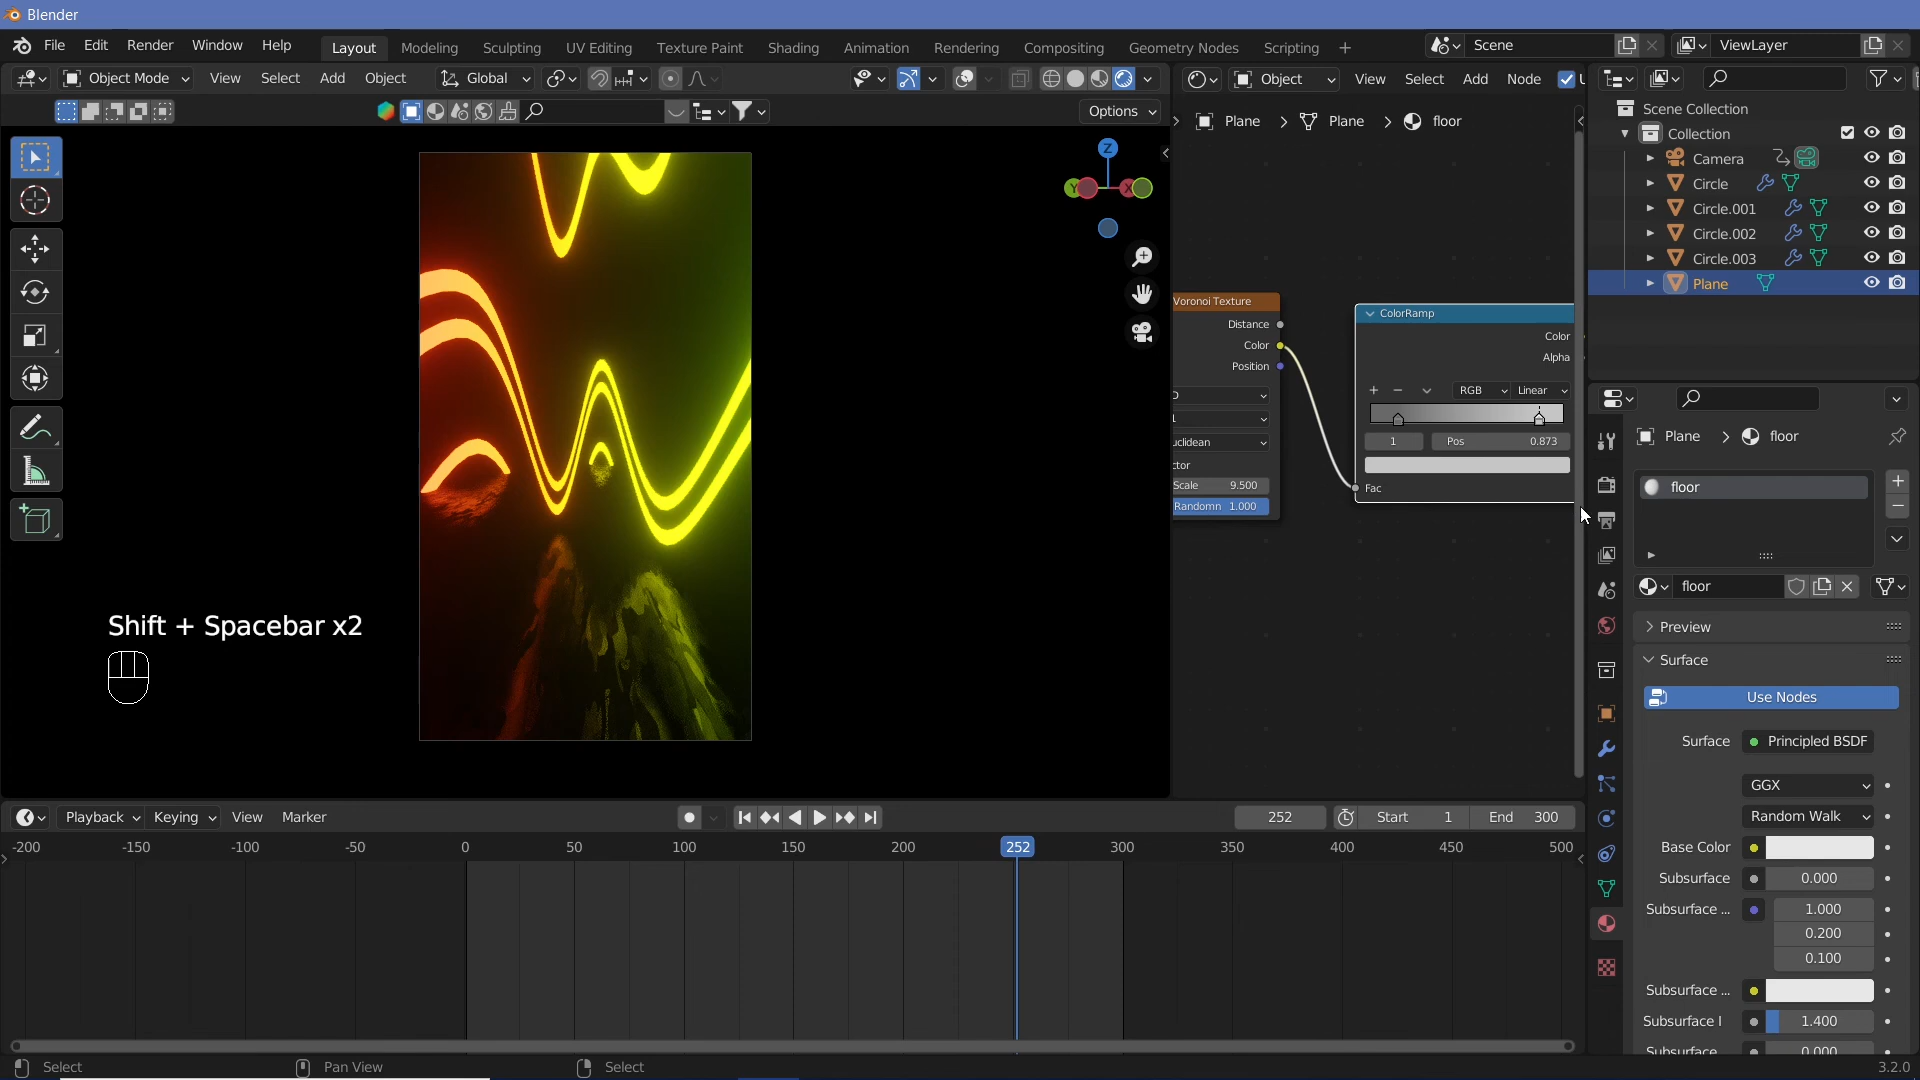 Blender
File Edit Render Window Help
Layout Modeling Sculpting UV Editing Texture Paint Shading Animation Rendering Compositing Geometry Nodes Scripting +
Scene
ViewLayer
Object Mode View Select Add Object Global
Options
Object View Select Add Node
Plane > Plane > floor
Z
Y
X
Voronoi Texture
Distance
Color
Position
Scale 9.500
Randomn 1.000
ColorRamp
Color
Alpha
RGB Linear
1 Pos 0.873
Fac
Shift + Spacebar x2
Scene Collection
Collection
Camera
Circle
Circle.001
Circle.002
Circle.003
Plane
Plane > floor
floor
floor
Preview
Surface
Use Nodes
Surface Principled BSDF
GGX
Random Walk
Base Color
Subsurface 0.000
Subsurface ... 1.000
0.200
0.100
Subsurface ...
Subsurface I 1.400
Subsurface 0.000
Playback Keying View Marker
252 Start 1 End 300
-200 -150 -100 -50 0 50 100 150 200 252 300 350 400 450 500
Select Pan View Select
3.2.0